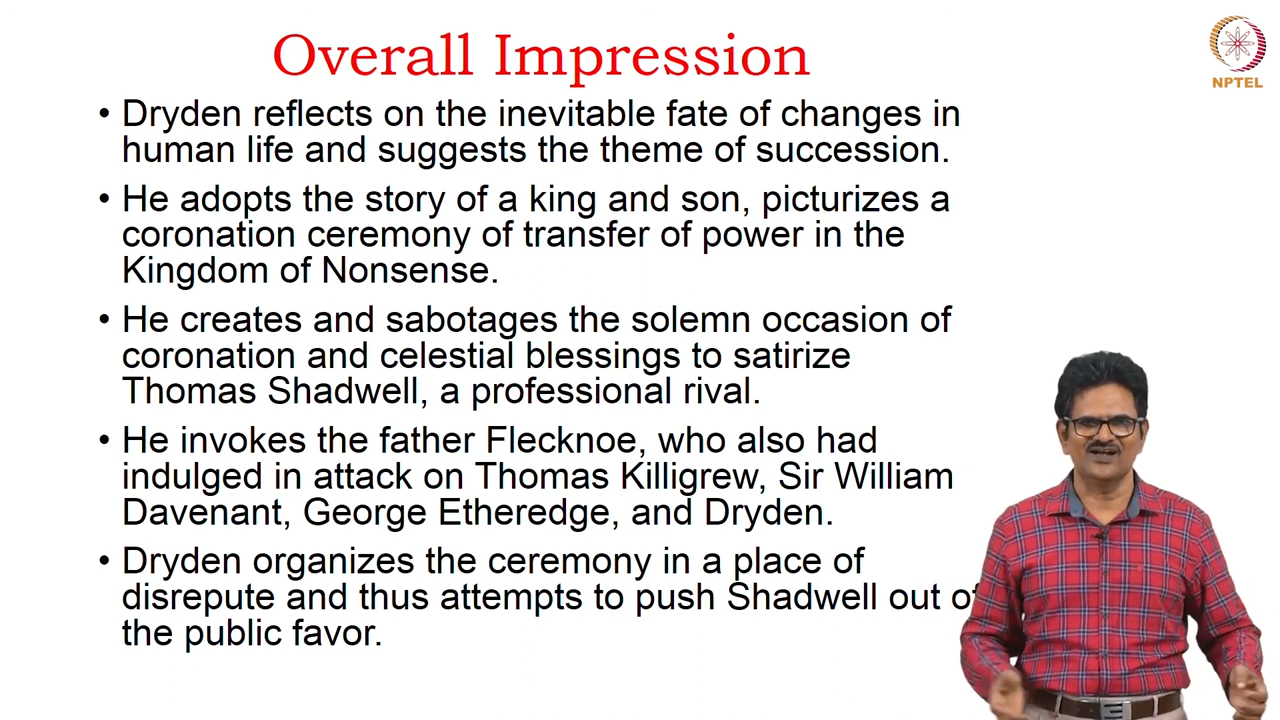 Overall Impression
NPTEL
• Dryden reflects on the inevitable fate of changes in
human life and suggests the theme of succession.
• He adopts the story of a king and son, picturizes a
coronation ceremony of transfer of power in the
Kingdom of Nonsense.
• He creates and sabotages the solemn occasion of
coronation and celestial blessings to satirize
Thomas Shadwell, a professional rival.
• He invokes the father Flecknoe, who also had
indulged in attack on Thomas Killigrew, Sir William
Davenant, George Etheredge, and Dryden.
• Dryden organizes the ceremony in a place of
disrepute and thus attempts to push Shadwell out of
the public favor.